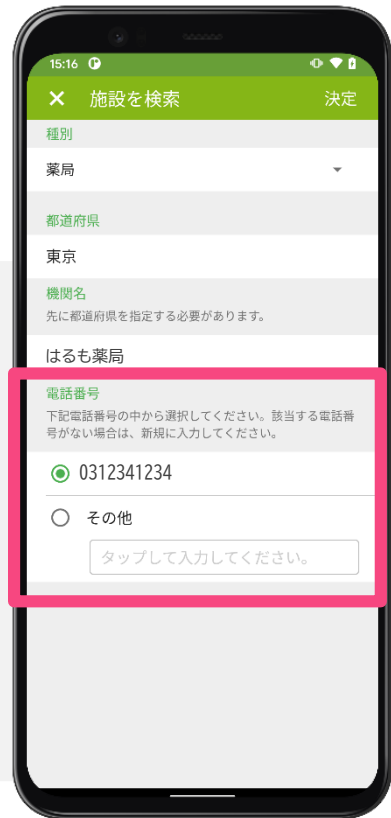 15:16
施設を検索
決定
種別
薬局
都道府県
東京
機関名
先に都道府県を指定する必要があります。
はるも薬局
電話番号
下記電話番号の中から選択してください。該当する電話番
号がない場合は、新規に入力してください。
0312341234
その他
タップして入力してください。